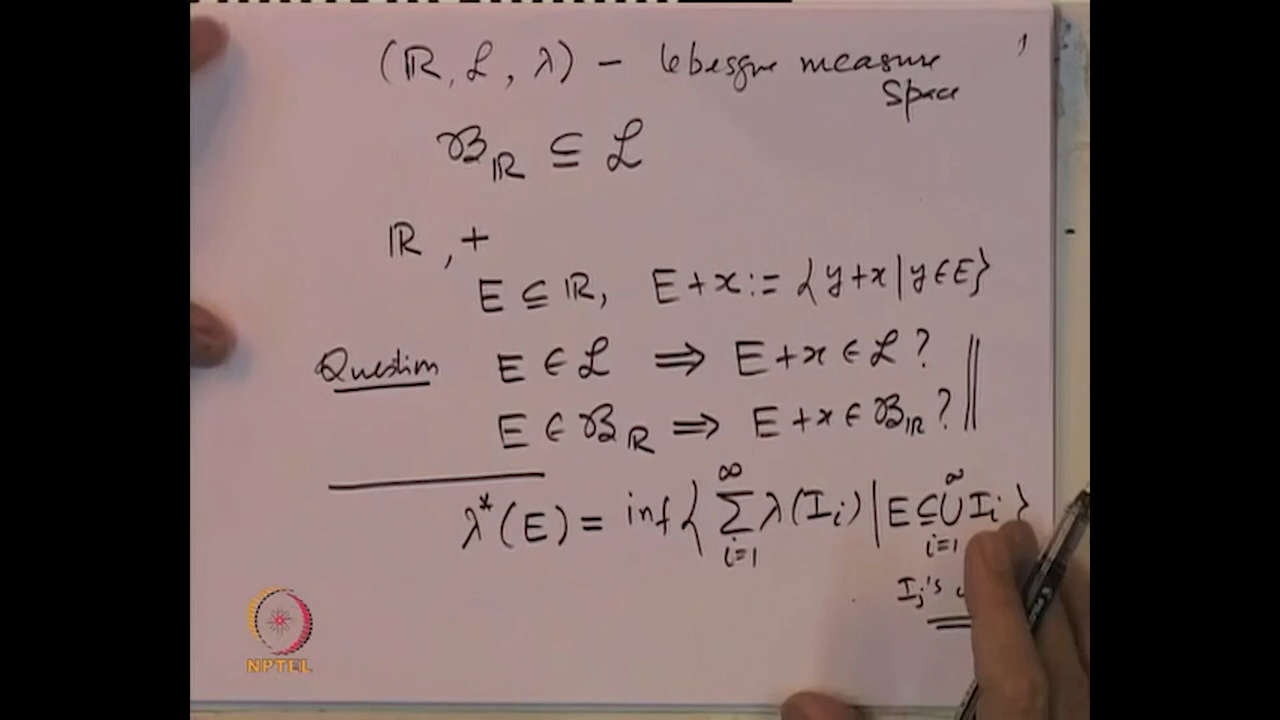 (ℝ, ℒ, λ) – Lebesgue measure space
1
𝓑_ℝ ⊆ ℒ
ℝ, +
E ⊆ ℝ, E + x := {y + x | y ∈ E}
Question E ∈ ℒ ⟹ E + x ∈ ℒ ?
E ∈ 𝓑_ℝ ⟹ E + x ∈ 𝓑_ℝ ?
λ*(E) = inf{ ∑_{i=1}^{∞} λ(I_i) | E ⊆ ⋃_{i=1}^{∞} I_i }
I_j's
NPTEL